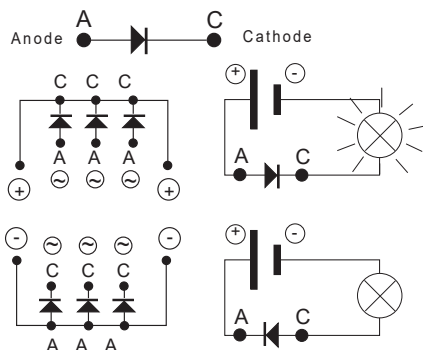 A C
Anode Cathode
C C C
A A A
~ ~ ~
+ +
+ -
A C
- ~ ~ ~ -
C C C
A A A
+ -
A C